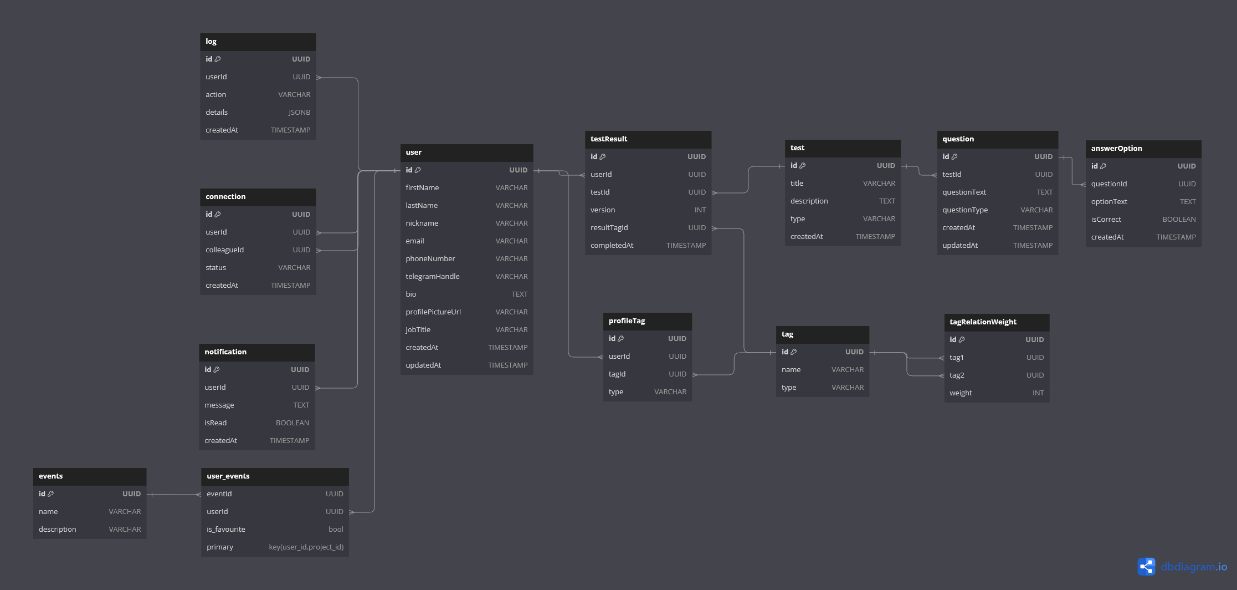 log
id UUID
userId UUID
action VARCHAR
details JSONB
createdAt TIMESTAMP
connection
id UUID
userId UUID
colleagueId UUID
status VARCHAR
createdAt TIMESTAMP
notification
id UUID
userId UUID
message TEXT
isRead BOOLEAN
createdAt TIMESTAMP
events
id UUID
name VARCHAR
description VARCHAR
user_events
eventId UUID
userId UUID
is_favourite bool
primary key(user_id,project_id)
user
id UUID
firstName VARCHAR
lastName VARCHAR
nickname VARCHAR
email VARCHAR
phoneNumber VARCHAR
telegramHandle VARCHAR
bio TEXT
profilePictureUrl VARCHAR
jobTitle VARCHAR
createdAt TIMESTAMP
updatedAt TIMESTAMP
testResult
id UUID
userId UUID
testId UUID
version INT
resultTagId UUID
completedAt TIMESTAMP
profileTag
id UUID
userId UUID
tagId UUID
type VARCHAR
test
id UUID
title VARCHAR
description TEXT
type VARCHAR
createdAt TIMESTAMP
tag
id UUID
name VARCHAR
type VARCHAR
question
id UUID
testId UUID
questionText TEXT
questionType VARCHAR
createdAt TIMESTAMP
updatedAt TIMESTAMP
tagRelationWeight
id UUID
tag1 UUID
tag2 UUID
weight INT
answerOption
id UUID
questionId UUID
optionText TEXT
isCorrect BOOLEAN
createdAt TIMESTAMP
dbdiagram.io